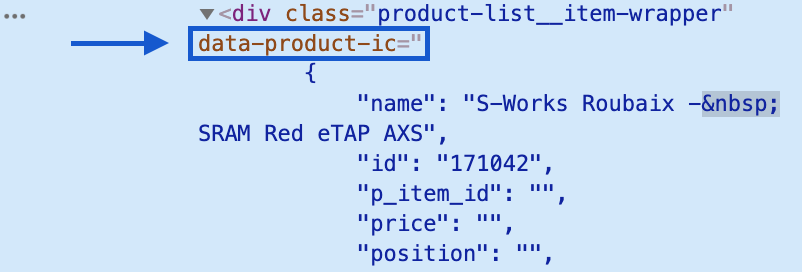 ▼<div class="product-list__item-wrapper"
data-product-ic="
{
"name": "S-Works Roubaix -&nbsp;
SRAM Red eTAP AXS",
"id": "171042",
"p_item_id": "",
"price": "",
"position": "",